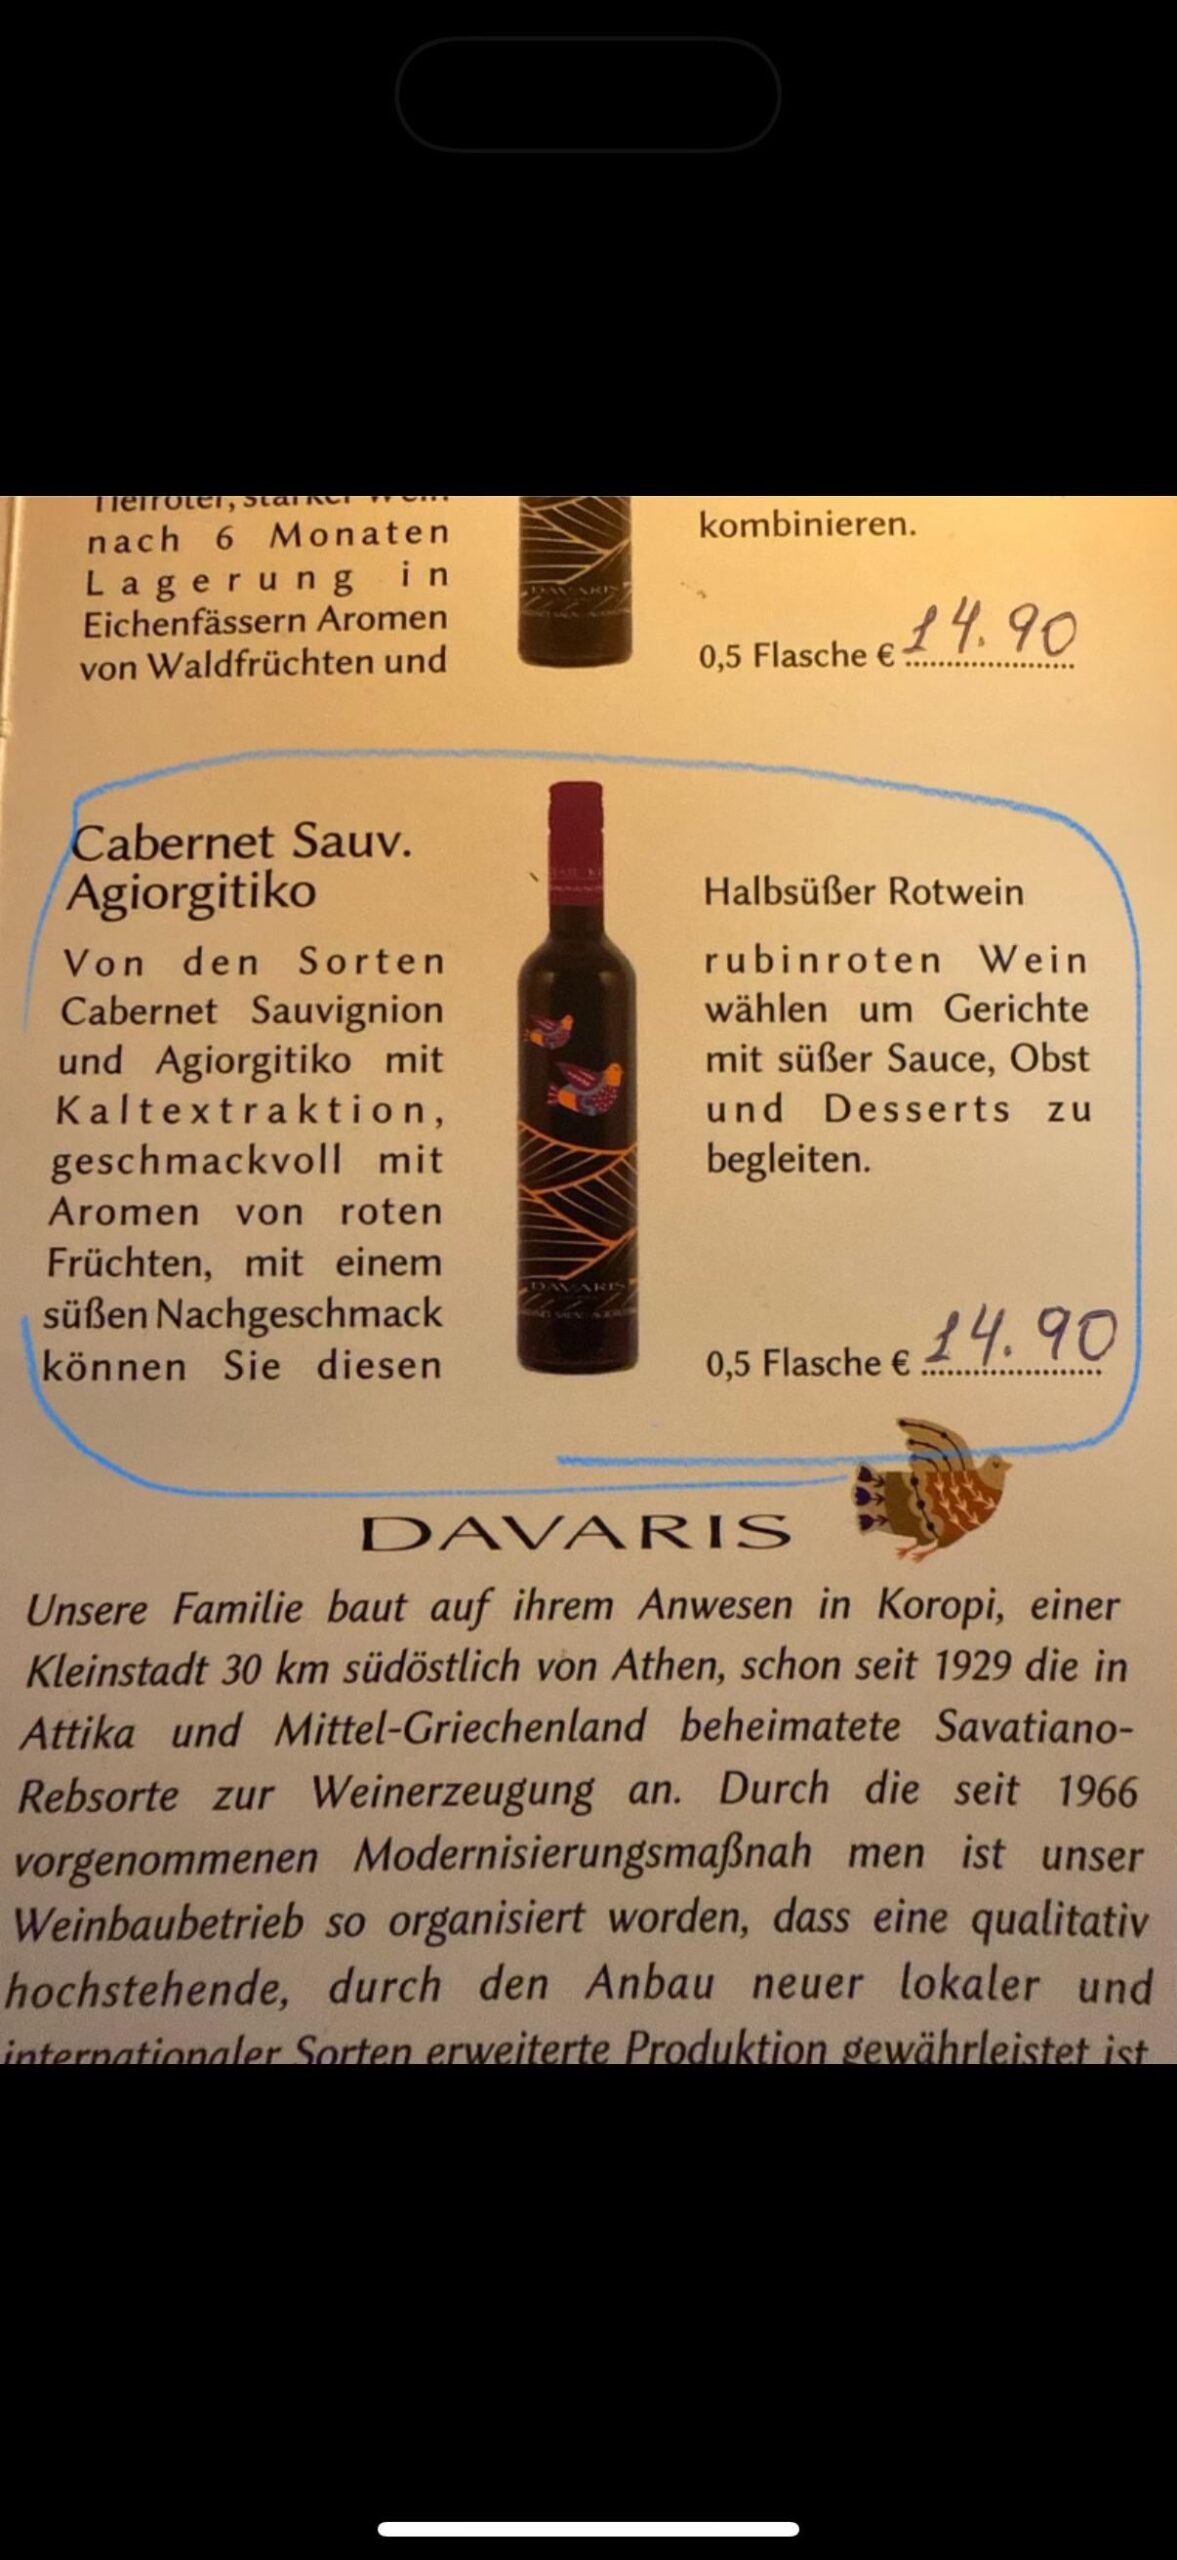 Tiefroter, starker Wein
nach 6 Monaten
Lagerung in
Eichenfässern Aromen
von Waldfrüchten und
kombinieren.
0,5 Flasche € 14.90
DAVARIS
Cabernet Sauv.
Agiorgitiko
Von den Sorten
Cabernet Sauvignion
und Agiorgitiko mit
Kaltextraktion,
geschmackvoll mit
Aromen von roten
Früchten, mit einem
süßen Nachgeschmack
können Sie diesen
Halbsüßer Rotwein
rubinroten Wein
wählen um Gerichte
mit süßer Sauce, Obst
und Desserts zu
begleiten.
0,5 Flasche € 14.90
DAVARIS
DAVARIS
Unsere Familie baut auf ihrem Anwesen in Koropi, einer
Kleinstadt 30 km südöstlich von Athen, schon seit 1929 die in
Attika und Mittel-Griechenland beheimatete Savatiano-
Rebsorte zur Weinerzeugung an. Durch die seit 1966
vorgenommenen Modernisierungsmaßnah men ist unser
Weinbaubetrieb so organisiert worden, dass eine qualitativ
hochstehende, durch den Anbau neuer lokaler und
internationaler Sorten erweiterte Produktion gewährleistet ist